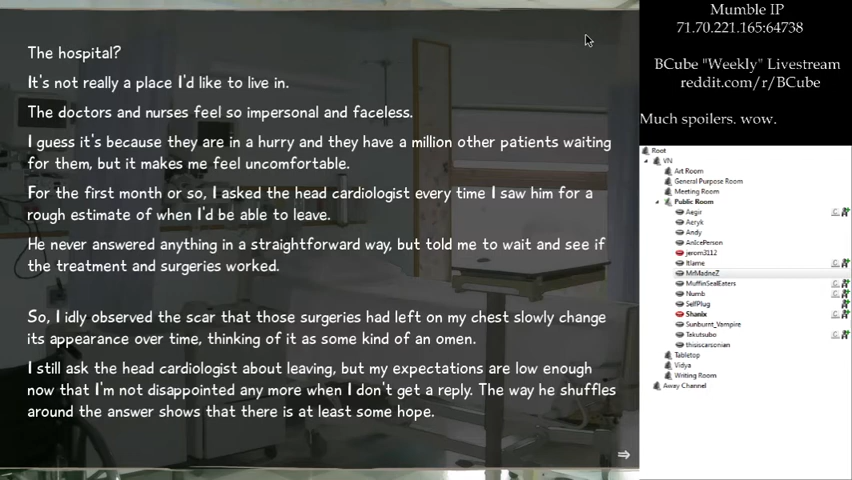 The hospital?
It's not really a place I'd like to live in.
The doctors and nurses feel so impersonal and faceless.
I guess it's because they are in a hurry and they have a million other patients waiting
for them, but it makes me feel uncomfortable.
For the first month or so, I asked the head cardiologist every time I saw him for a
rough estimate of when I'd be able to leave.
He never answered anything in a straightforward way, but told me to wait and see if
the treatment and surgeries worked.
So, I idly observed the scar that those surgeries had left on my chest slowly change
its appearance over time, thinking of it as some kind of an omen.
I still ask the head cardiologist about leaving, but my expectations are low enough
now that I'm not disappointed any more when I don't get a reply. The way he shuffles
around the answer shows that there is at least some hope.
Mumble IP
71.70.221.165:64738
BCube "Weekly" Livestream
reddit.com/r/BCube
Much spoilers. wow.
Root
VN
Art Room
General Purpose Room
Meeting Room
Public Room
Aegir
Aeryk
Andy
AnIcePerson
jerom3112
Itlame
MrMadneZ
MuffinSealEaters
Numb
SelfPlug
Shanix
Sunburnt_Vampire
Takutsubo
thisiscarsonian
Tabletop
Vidya
Writing Room
Away Channel